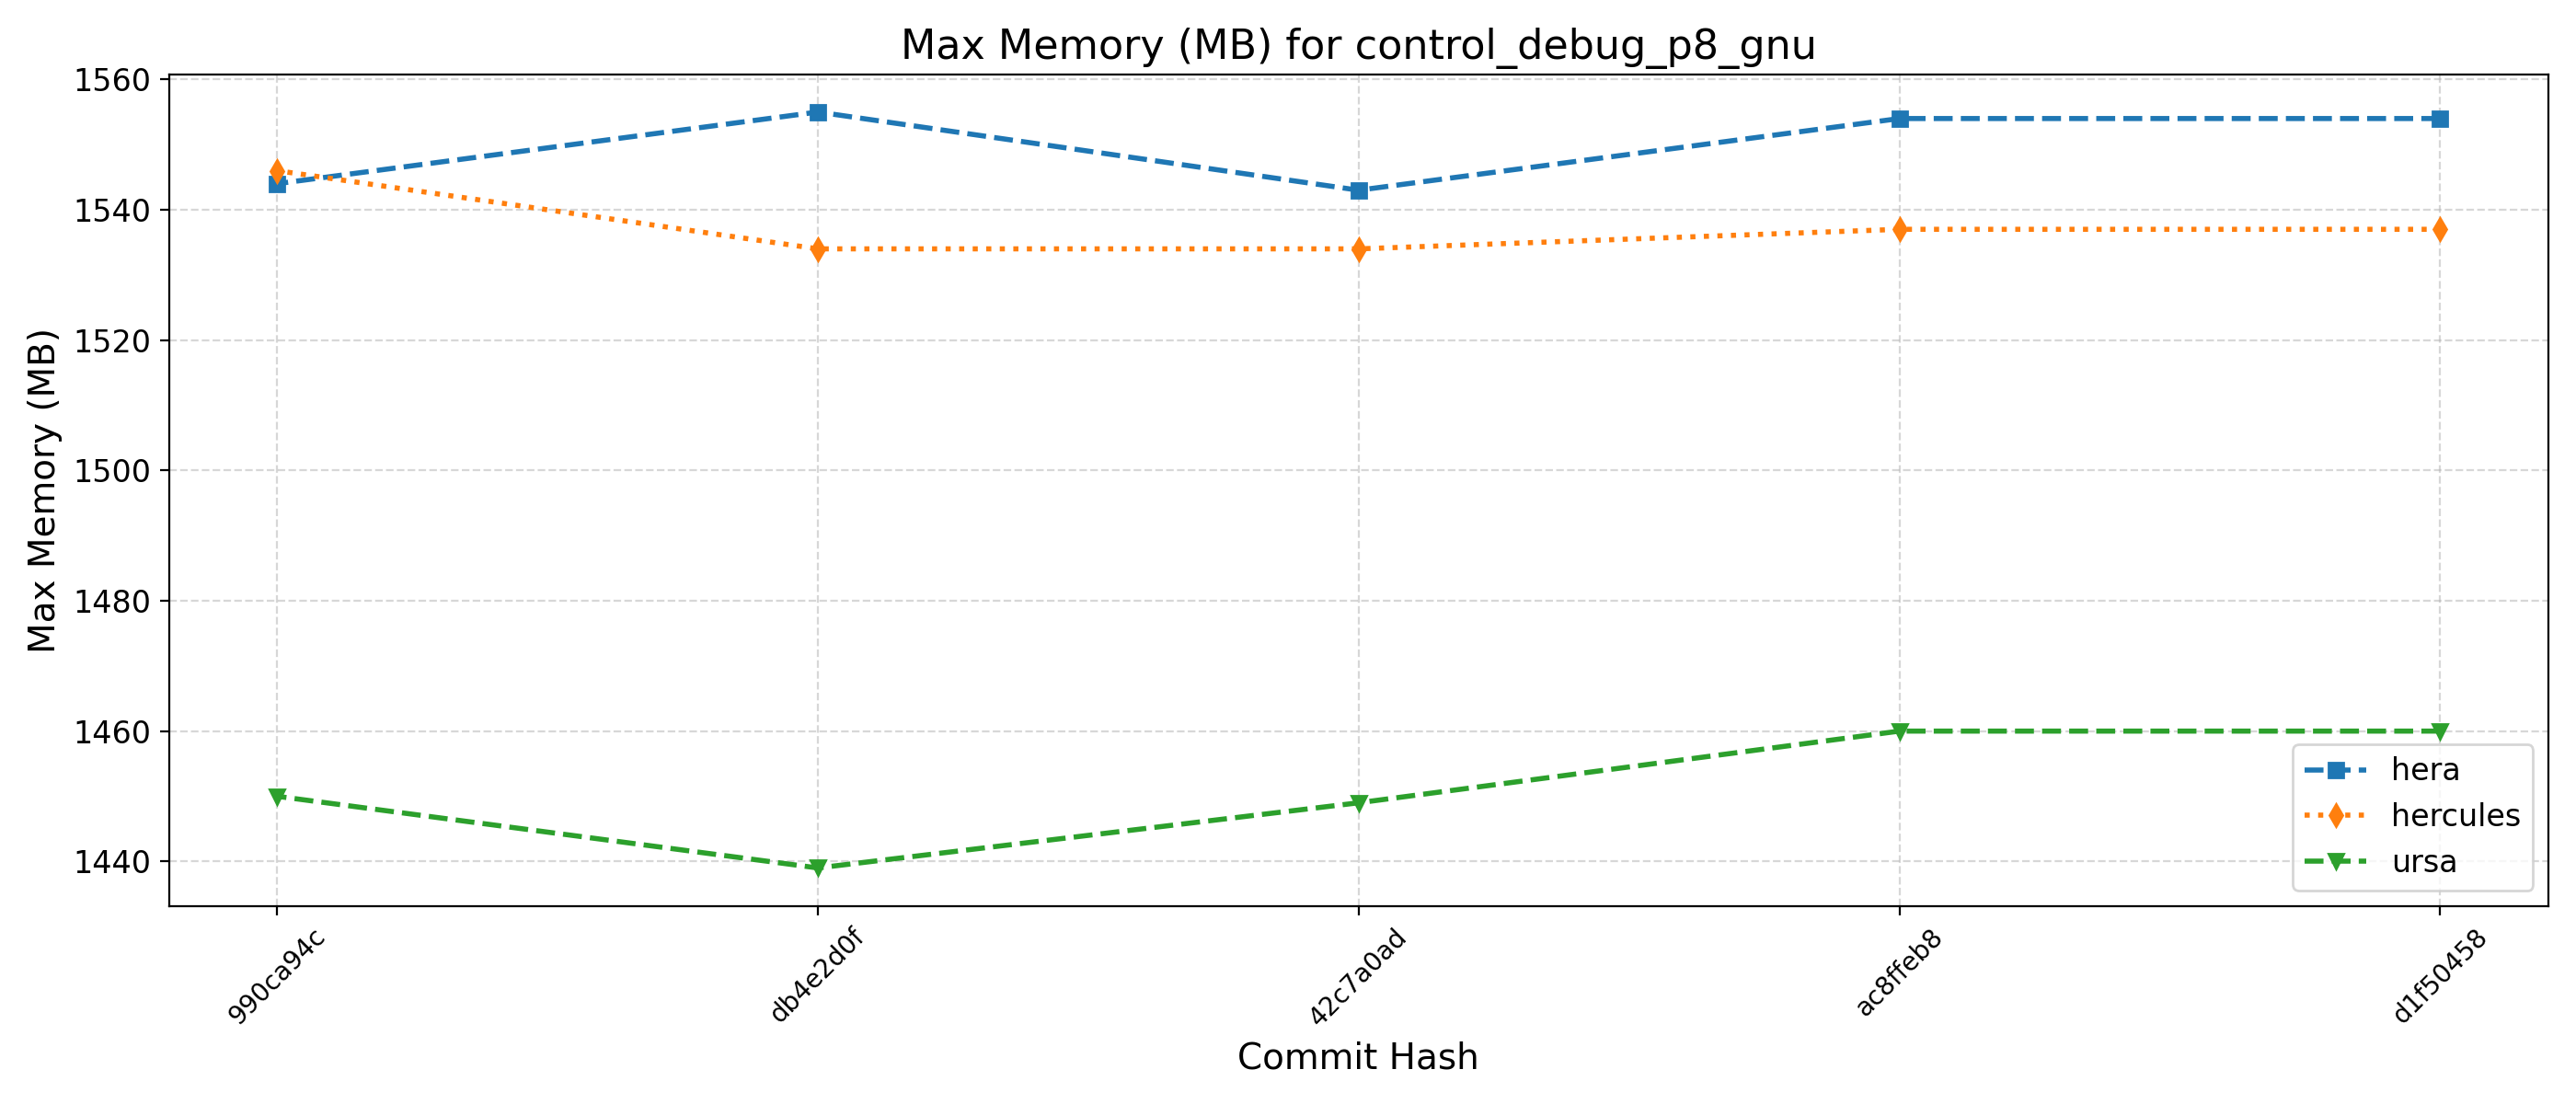 Max Memory (MB) for control_debug_p8_gnu
Max Memory (MB)
1560
1540
1520
1500
1480
1460
1440
hera
hercules
ursa
990ca94c
db4e2d0f
42c7a0ad
ac8ffeb8
d1f50458
Commit Hash